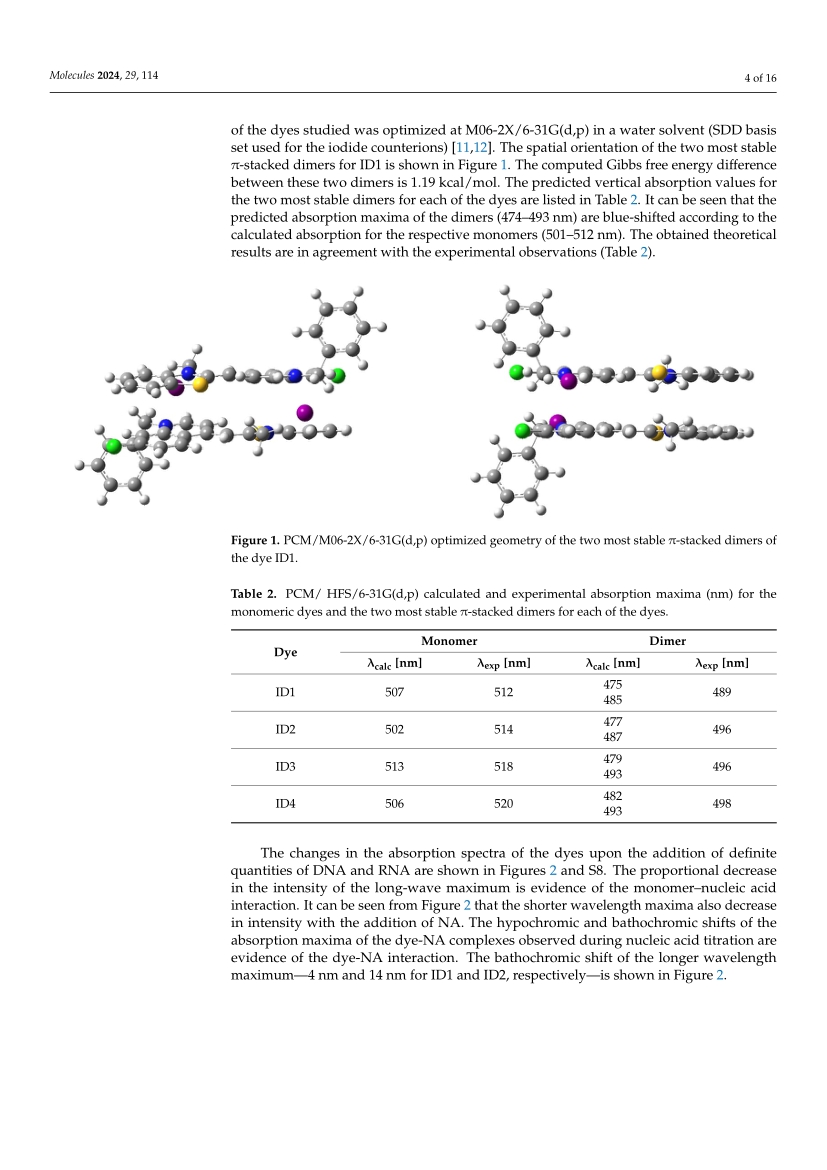 Molecules 2024, 29, 114
4 of 16
of the dyes studied was optimized at M06-2X/6-31G(d,p) in a water solvent (SDD basis
set used for the iodide counterions) [11,12]. The spatial orientation of the two most stable
π-stacked dimers for ID1 is shown in Figure 1. The computed Gibbs free energy difference
between these two dimers is 1.19 kcal/mol. The predicted vertical absorption values for
the two most stable dimers for each of the dyes are listed in Table 2. It can be seen that the
predicted absorption maxima of the dimers (474–493 nm) are blue-shifted according to the
calculated absorption for the respective monomers (501–512 nm). The obtained theoretical
results are in agreement with the experimental observations (Table 2).
Figure 1. PCM/M06-2X/6-31G(d,p) optimized geometry of the two most stable π-stacked dimers of
the dye ID1.
Table 2. PCM/ HFS/6-31G(d,p) calculated and experimental absorption maxima (nm) for the
monomeric dyes and the two most stable π-stacked dimers for each of the dyes.
Dye Monomer Dimer
λcalc [nm] λexp [nm] λcalc [nm] λexp [nm]
ID1 507 512 475 485 489
ID2 502 514 477 487 496
ID3 513 518 479 493 496
ID4 506 520 482 493 498
The changes in the absorption spectra of the dyes upon the addition of definite
quantities of DNA and RNA are shown in Figures 2 and S8. The proportional decrease
in the intensity of the long-wave maximum is evidence of the monomer–nucleic acid
interaction. It can be seen from Figure 2 that the shorter wavelength maxima also decrease
in intensity with the addition of NA. The hypochromic and bathochromic shifts of the
absorption maxima of the dye-NA complexes observed during nucleic acid titration are
evidence of the dye-NA interaction. The bathochromic shift of the longer wavelength
maximum—4 nm and 14 nm for ID1 and ID2, respectively—is shown in Figure 2.